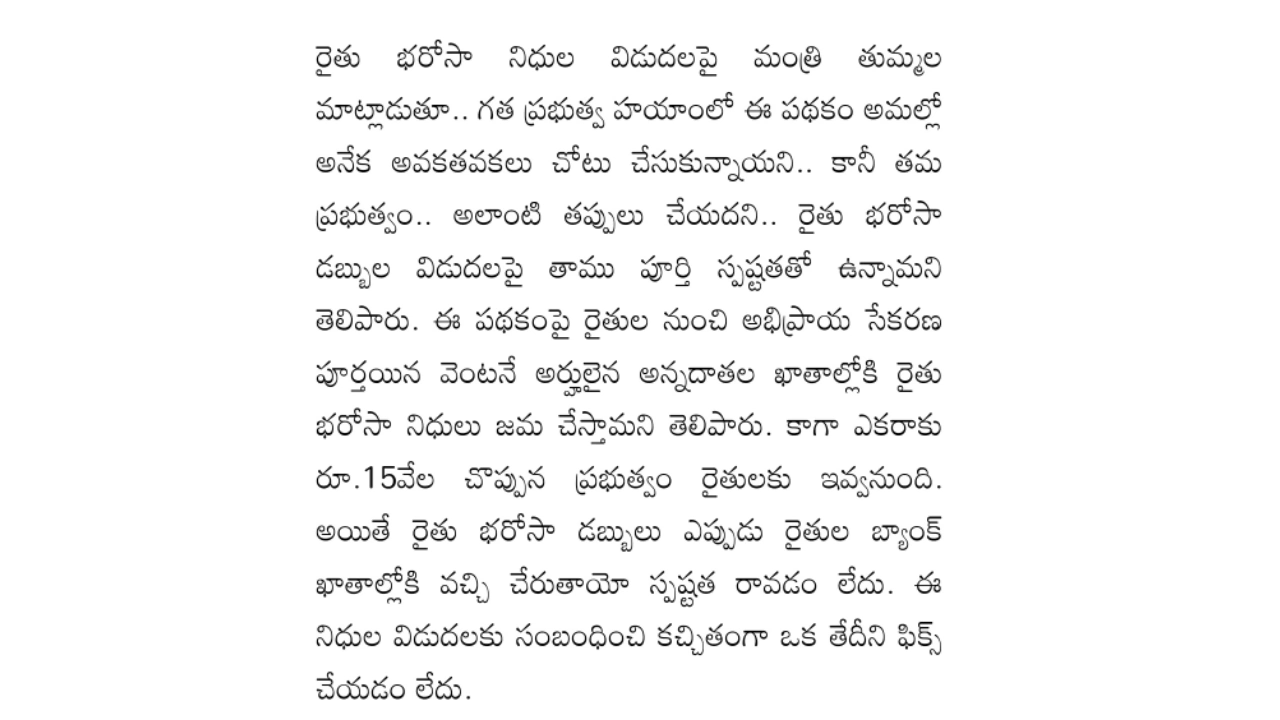 రైతు భరోసా నిధుల విడుదలపై మంత్రి తుమ్మల
మాట్లాడుతూ.. గత ప్రభుత్వ హయాంలో ఈ పథకం అమల్లో
అనేక అవకతవకలు చోటు చేసుకున్నాయని.. కానీ తమ
ప్రభుత్వం.. అలాంటి తప్పులు చేయదని.. రైతు భరోసా
డబ్బుల విడుదలపై తాము పూర్తి స్పష్టతతో ఉన్నామని
తెలిపారు. ఈ పథకంపై రైతుల నుంచి అభిప్రాయ సేకరణ
పూర్తయిన వెంటనే అర్హులైన అన్నదాతల ఖాతాల్లోకి రైతు
భరోసా నిధులు జమ చేస్తామని తెలిపారు. కాగా ఎకరాకు
రూ.15వేల చొప్పున ప్రభుత్వం రైతులకు ఇవ్వనుంది.
అయితే రైతు భరోసా డబ్బులు ఎప్పుడు రైతుల బ్యాంక్
ఖాతాల్లోకి వచ్చి చేరుతాయో స్పష్టత రావడం లేదు. ఈ
నిధుల విడుదలకు సంబంధించి కచ్చితంగా ఒక తేదీని ఫిక్స్
చేయడం లేదు.